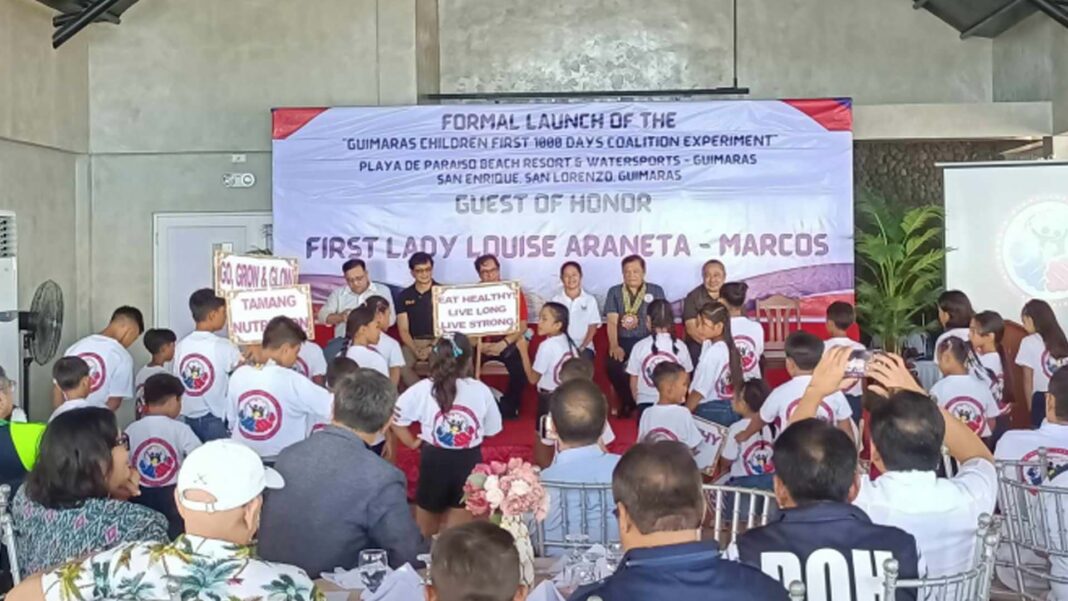 FORMAL LAUNCH OF THE
"GUIMARAS CHILDREN FIRST 1000 DAYS COALITION EXPERIMENT"
PLAYA DE PARAISO BEACH RESORT & WATERSPORTS - GUIMARAS
SAN ENRIQUE, SAN LORENZO, GUIMARAS
GUEST OF HONOR
FIRST LADY LOUISE ARANETA - MARCOS
GO, GROW & GLOW
TAMANG
NUTRITION
EAT HEALTHY!
LIVE LONG
LIVE STRONG
DOH